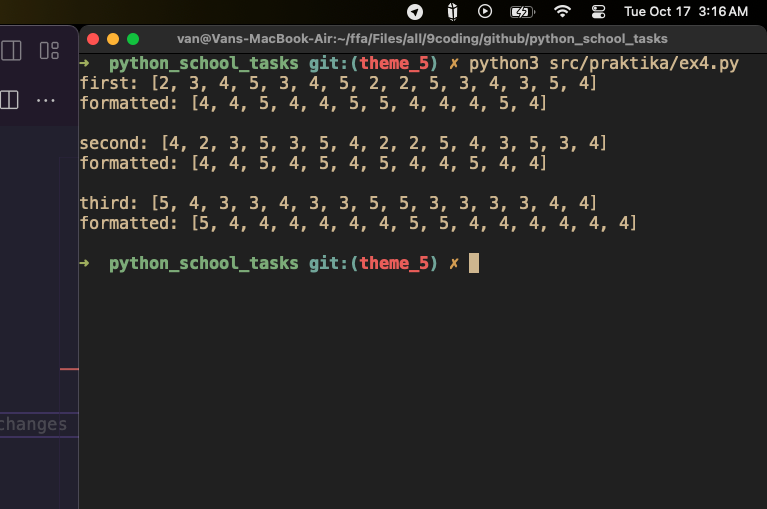 Tue Oct 17 3:16 AM
van@Vans-MacBook-Air:~/ffa/Files/all/9coding/github/python_school_tasks
→ python_school_tasks git:(theme_5) ✗ python3 src/praktika/ex4.py
first: [2, 3, 4, 5, 3, 4, 5, 2, 2, 5, 3, 4, 3, 5, 4]
formatted: [4, 4, 5, 4, 4, 5, 5, 4, 4, 4, 5, 4]
second: [4, 2, 3, 5, 3, 5, 4, 2, 2, 5, 4, 3, 5, 3, 4]
formatted: [4, 4, 5, 4, 5, 4, 5, 4, 4, 5, 4, 4]
third: [5, 4, 3, 3, 4, 3, 3, 5, 5, 3, 3, 3, 3, 4, 4]
formatted: [5, 4, 4, 4, 4, 4, 4, 5, 5, 4, 4, 4, 4, 4, 4]
→ python_school_tasks git:(theme_5) ✗
changes